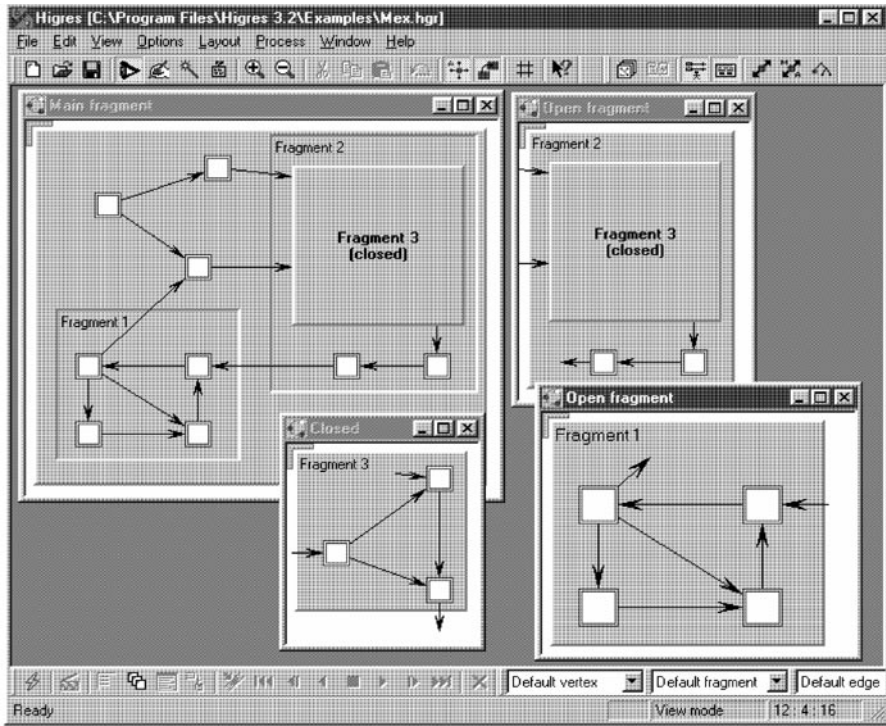 Higres [C:\Program Files\Higres 3.2\Examples\Mex.hgr]
File Edit View Options Layout Process Window Help
Main fragment
Open fragment
Fragment 2
Fragment 3
(closed)
Fragment 1
Fragment 2
Fragment 3
(closed)
Closed
Fragment 3
Open fragment
Fragment 1
Default vertex
Default fragment
Default edge
Ready
View mode
12 : 4 : 16